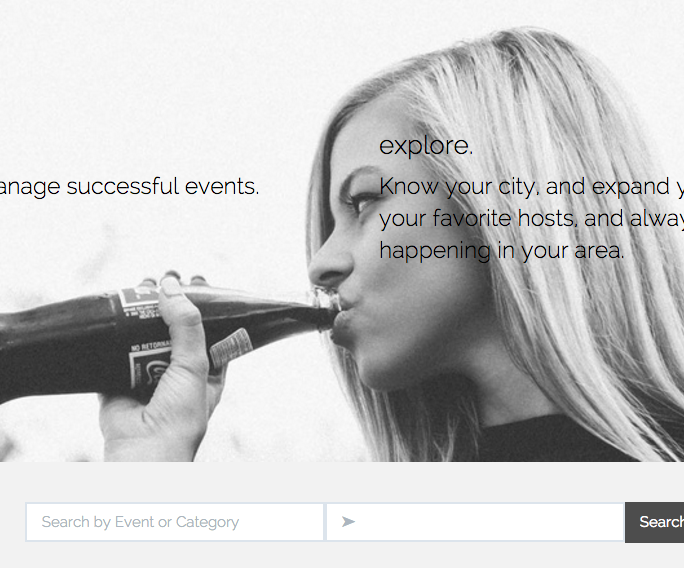 explore.
anage successful events.
Know your city, and expand y
your favorite hosts, and alway
happening in your area.
NO RETORNA
Search by Event or Category
Search